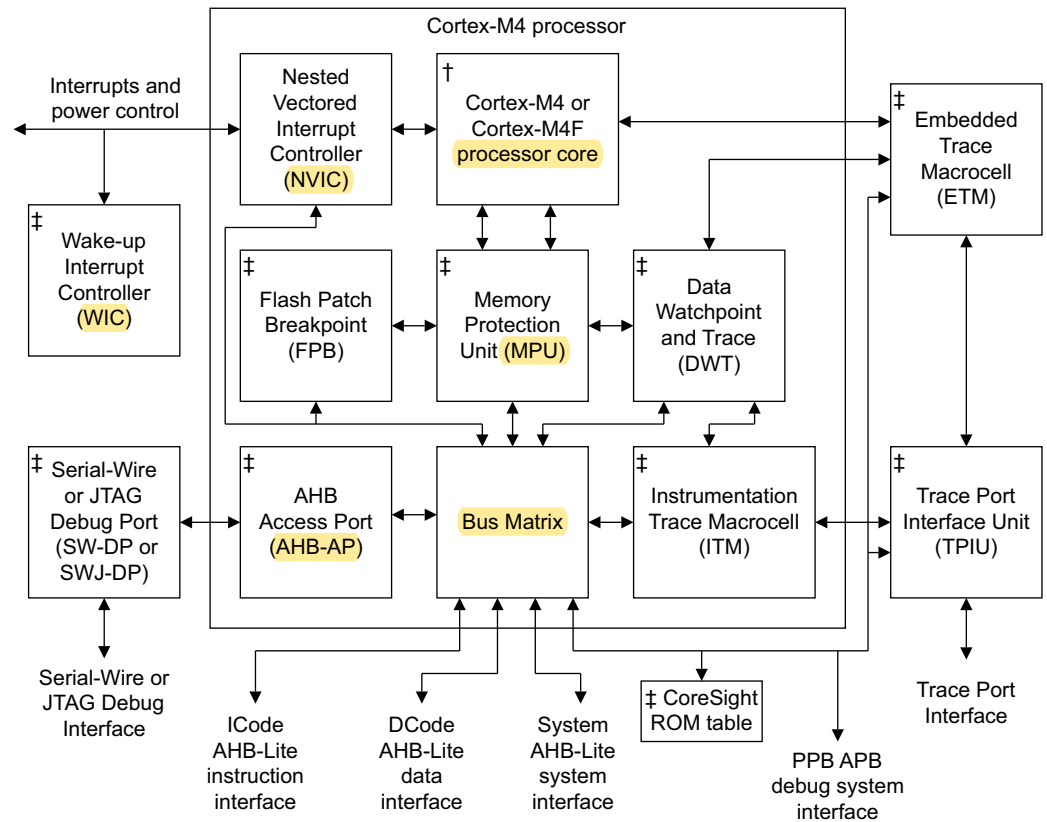 Cortex-M4 processor
Interrupts and
power control
Nested
Vectored
Interrupt
Controller
(NVIC)
†
Cortex-M4 or
Cortex-M4F
processor core
‡
Embedded
Trace
Macrocell
(ETM)
‡
Wake-up
Interrupt
Controller
(WIC)
‡
Flash Patch
Breakpoint
(FPB)
‡
Memory
Protection
Unit (MPU)
‡
Data
Watchpoint
and Trace
(DWT)
‡ Serial-Wire
or JTAG
Debug Port
(SW-DP or
SWJ-DP)
‡
AHB
Access Port
(AHB-AP)
Bus Matrix
‡
Instrumentation
Trace Macrocell
(ITM)
‡
Trace Port
Interface Unit
(TPIU)
Serial-Wire or
JTAG Debug
Interface
ICode
AHB-Lite
instruction
interface
DCode
AHB-Lite
data
interface
System
AHB-Lite
system
interface
‡ CoreSight
ROM table
PPB APB
debug system
interface
Trace Port
Interface